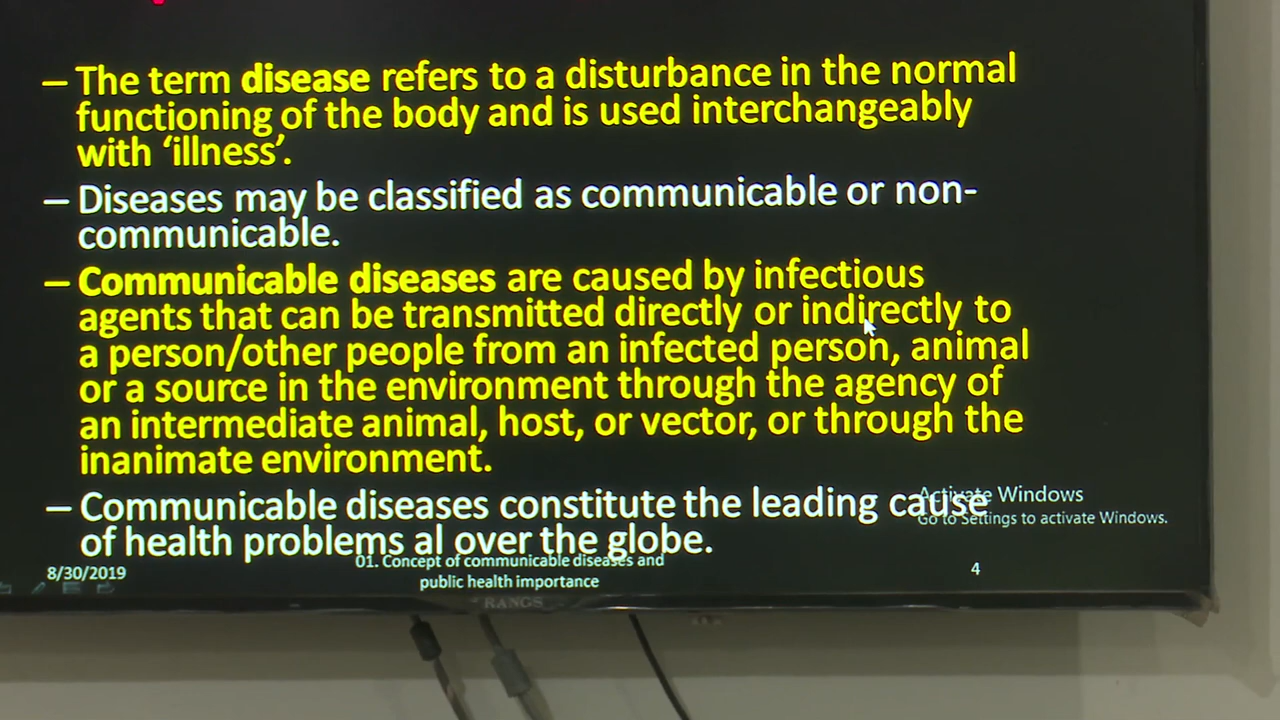 – The term disease refers to a disturbance in the normal
functioning of the body and is used interchangeably
with ‘illness’.
– Diseases may be classified as communicable or non-
communicable.
– Communicable diseases are caused by infectious
agents that can be transmitted directly or indirectly to
a person/other people from an infected person, animal
or a source in the environment through the agency of
an intermediate animal, host, or vector, or through the
inanimate environment.
– Communicable diseases constitute the leading cause
of health problems al over the globe.
Activate Windows
Go to Settings to activate Windows.
8/30/2019
01. Concept of communicable diseases and
public health importance
4
RANGS